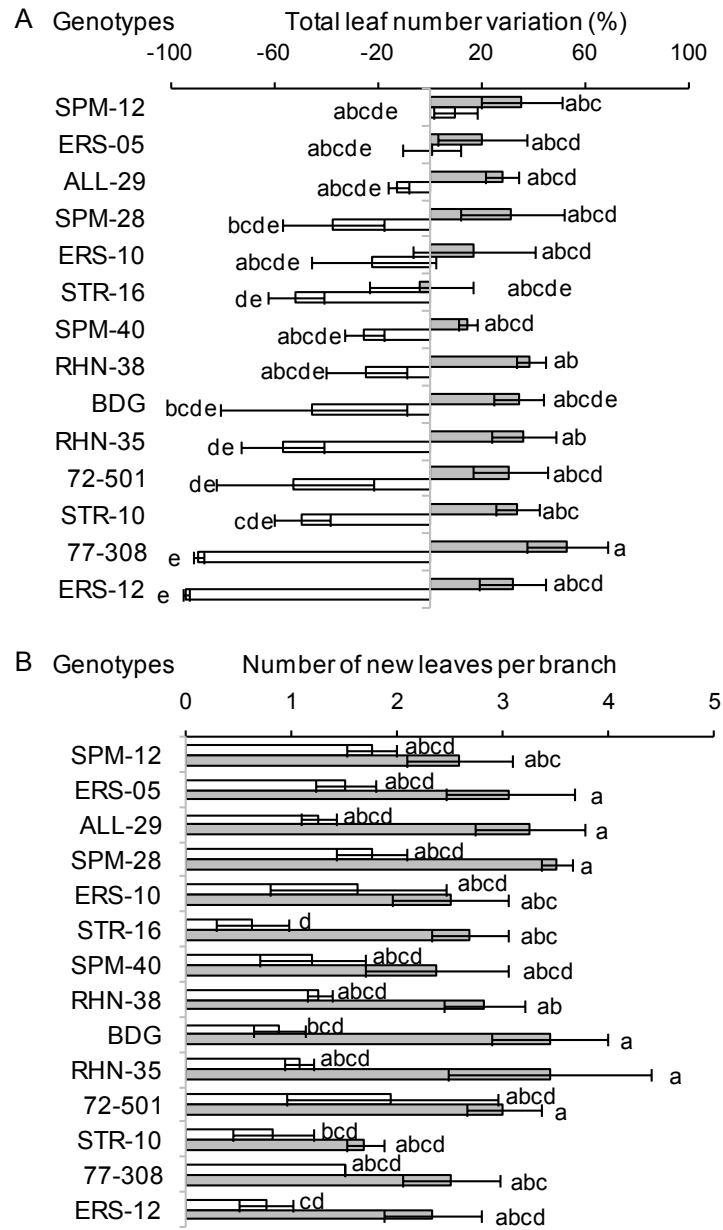 A Genotypes Total leaf number variation (%)
-100 -60 -20 20 60 100
SPM-12 abcde abc
ERS-05 abcde abcd
ALL-29 abcde abcd
SPM-28 bcde abcd
ERS-10 abcde abcd
STR-16 de abcde
SPM-40 abcde abcd
RHN-38 abcde ab
BDG bcde abcde
RHN-35 de ab
72-501 de abcd
STR-10 cde abc
77-308 e a
ERS-12 e abcd
B Genotypes Number of new leaves per branch
0 1 2 3 4 5
SPM-12 abcd
abc
ERS-05 abcd
a
ALL-29 abcd
a
SPM-28 abcd
a
ERS-10 abcd
abc
STR-16 d
abc
SPM-40 abcd
abcd
RHN-38 abcd
ab
BDG bcd
a
RHN-35 abcd
a
72-501 abcd
a
STR-10 bcd
abcd
77-308 abcd
abc
ERS-12 cd
abcd